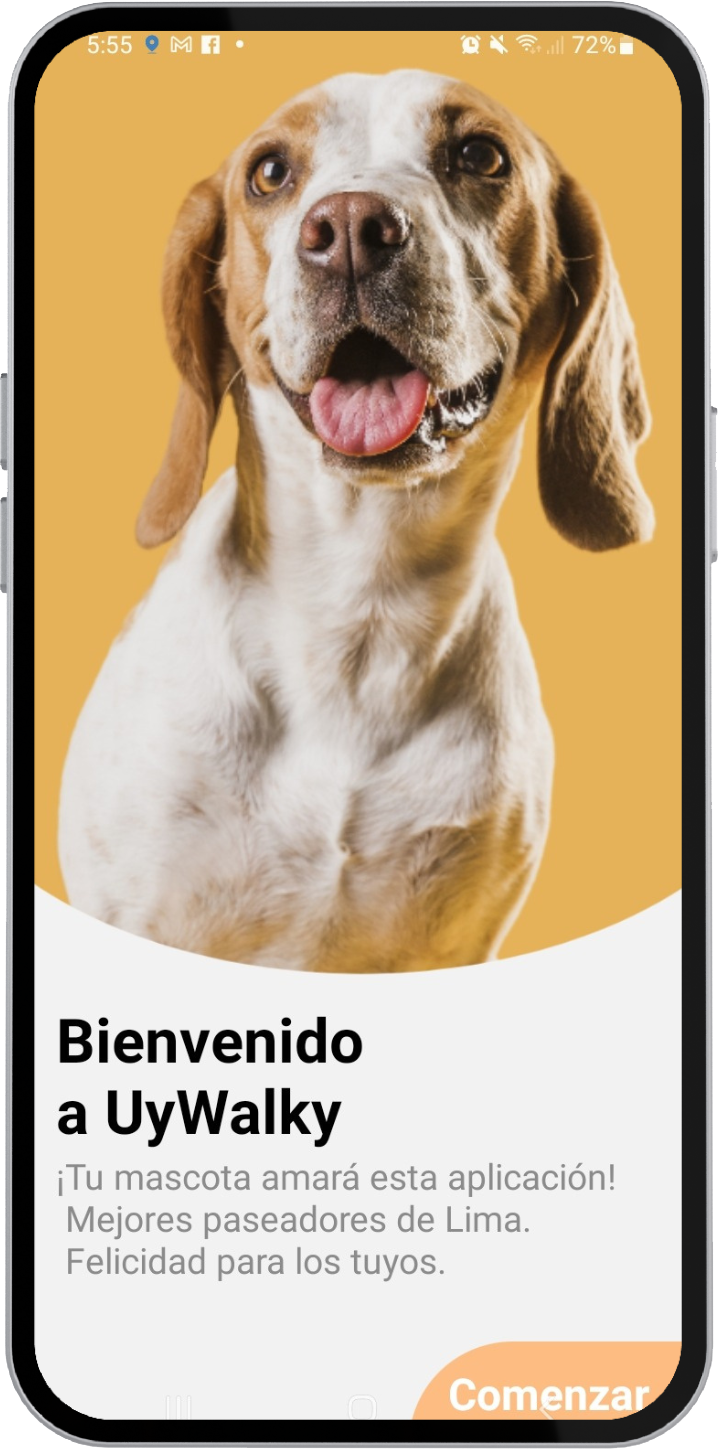 5:55 72%
Bienvenido
a UyWalky
¡Tu mascota amará esta aplicación!
Mejores paseadores de Lima.
Felicidad para los tuyos.
Comenzar